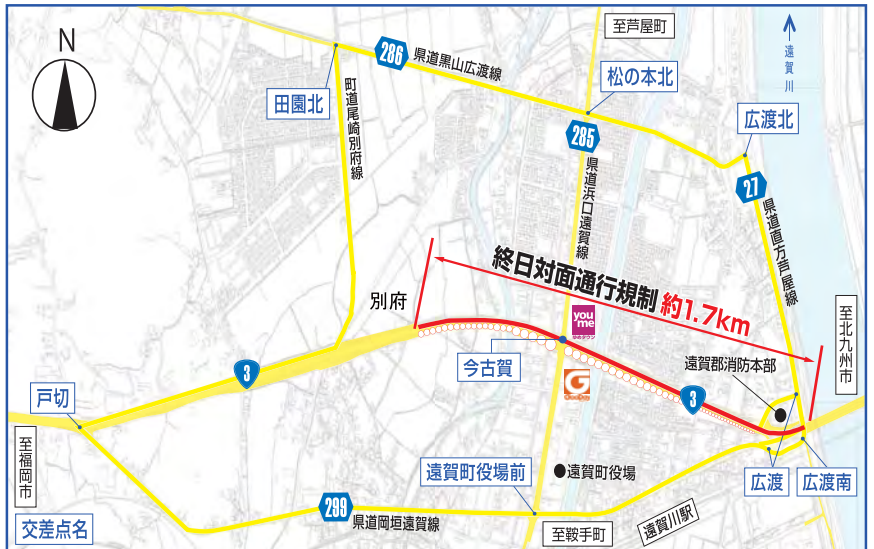 N
至芦屋町
遠賀川
286
県道黒山広渡線
田園北
町道尾崎別府線
松の本北
285
県道浜口遠賀線
広渡北
27
県道直方芦屋線
終日対面通行規制 約1.7km
別府
you
me
ゆめタウン
至北九州市
今古賀
GooDay
遠賀郡消防本部
3
3
戸切
至福岡市
交差点名
299
県道岡垣遠賀線
遠賀町役場前
遠賀町役場
至鞍手町
遠賀川駅
広渡
広渡南